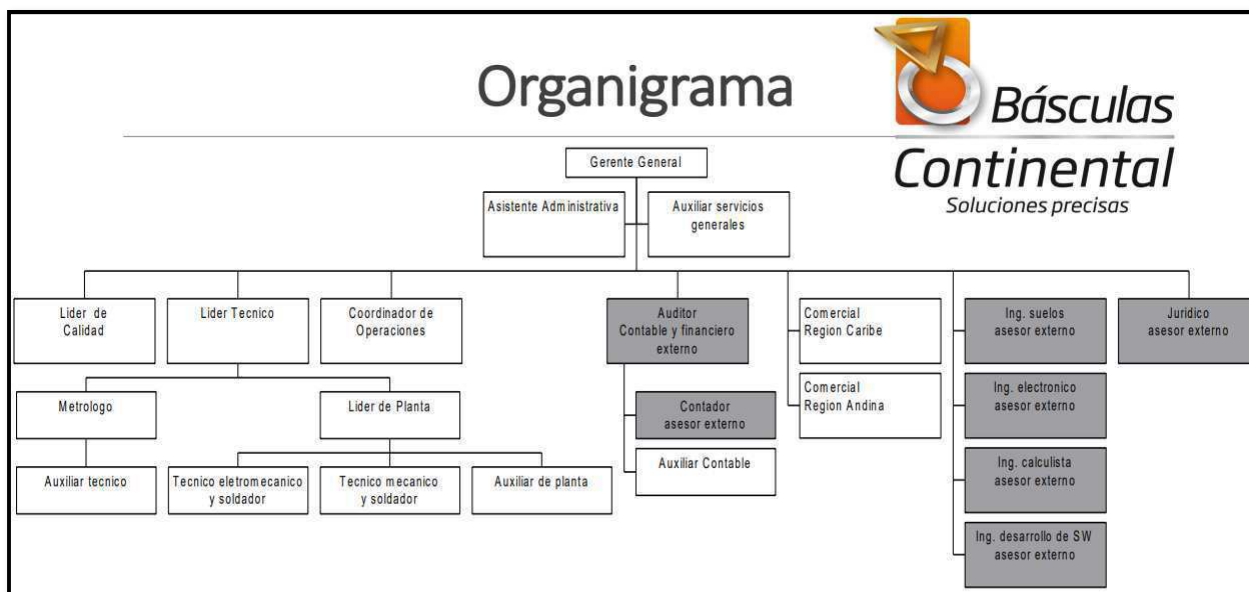 Organigrama
Básculas
Continental
Soluciones precisas
Gerente General
Asistente Administrativa
Auxiliar servicios
generales
Lider de
Calidad
Lider Tecnico
Coordinador de
Operaciones
Auditor
Contable y financiero
externo
Comercial
Region Caribe
Ing. suelos
asesor externo
Juridico
asesor externo
Metrologo
Lider de Planta
Contador
asesor externo
Comercial
Region Andina
Ing. electronico
asesor externo
Auxiliar tecnico
Tecnico eletromecanico
y soldador
Tecnico mecanico
y soldador
Auxiliar de planta
Auxiliar Contable
Ing. calculista
asesor externo
Ing. desarrollo de SW
asesor externo